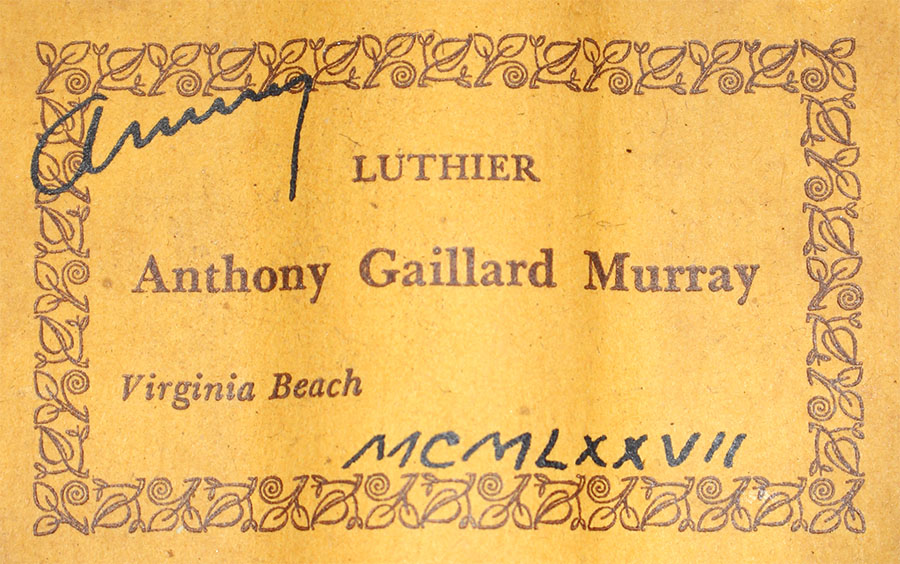 LUTHIER
Anthony Gaillard Murray
Virginia Beach
MCMLXXVII